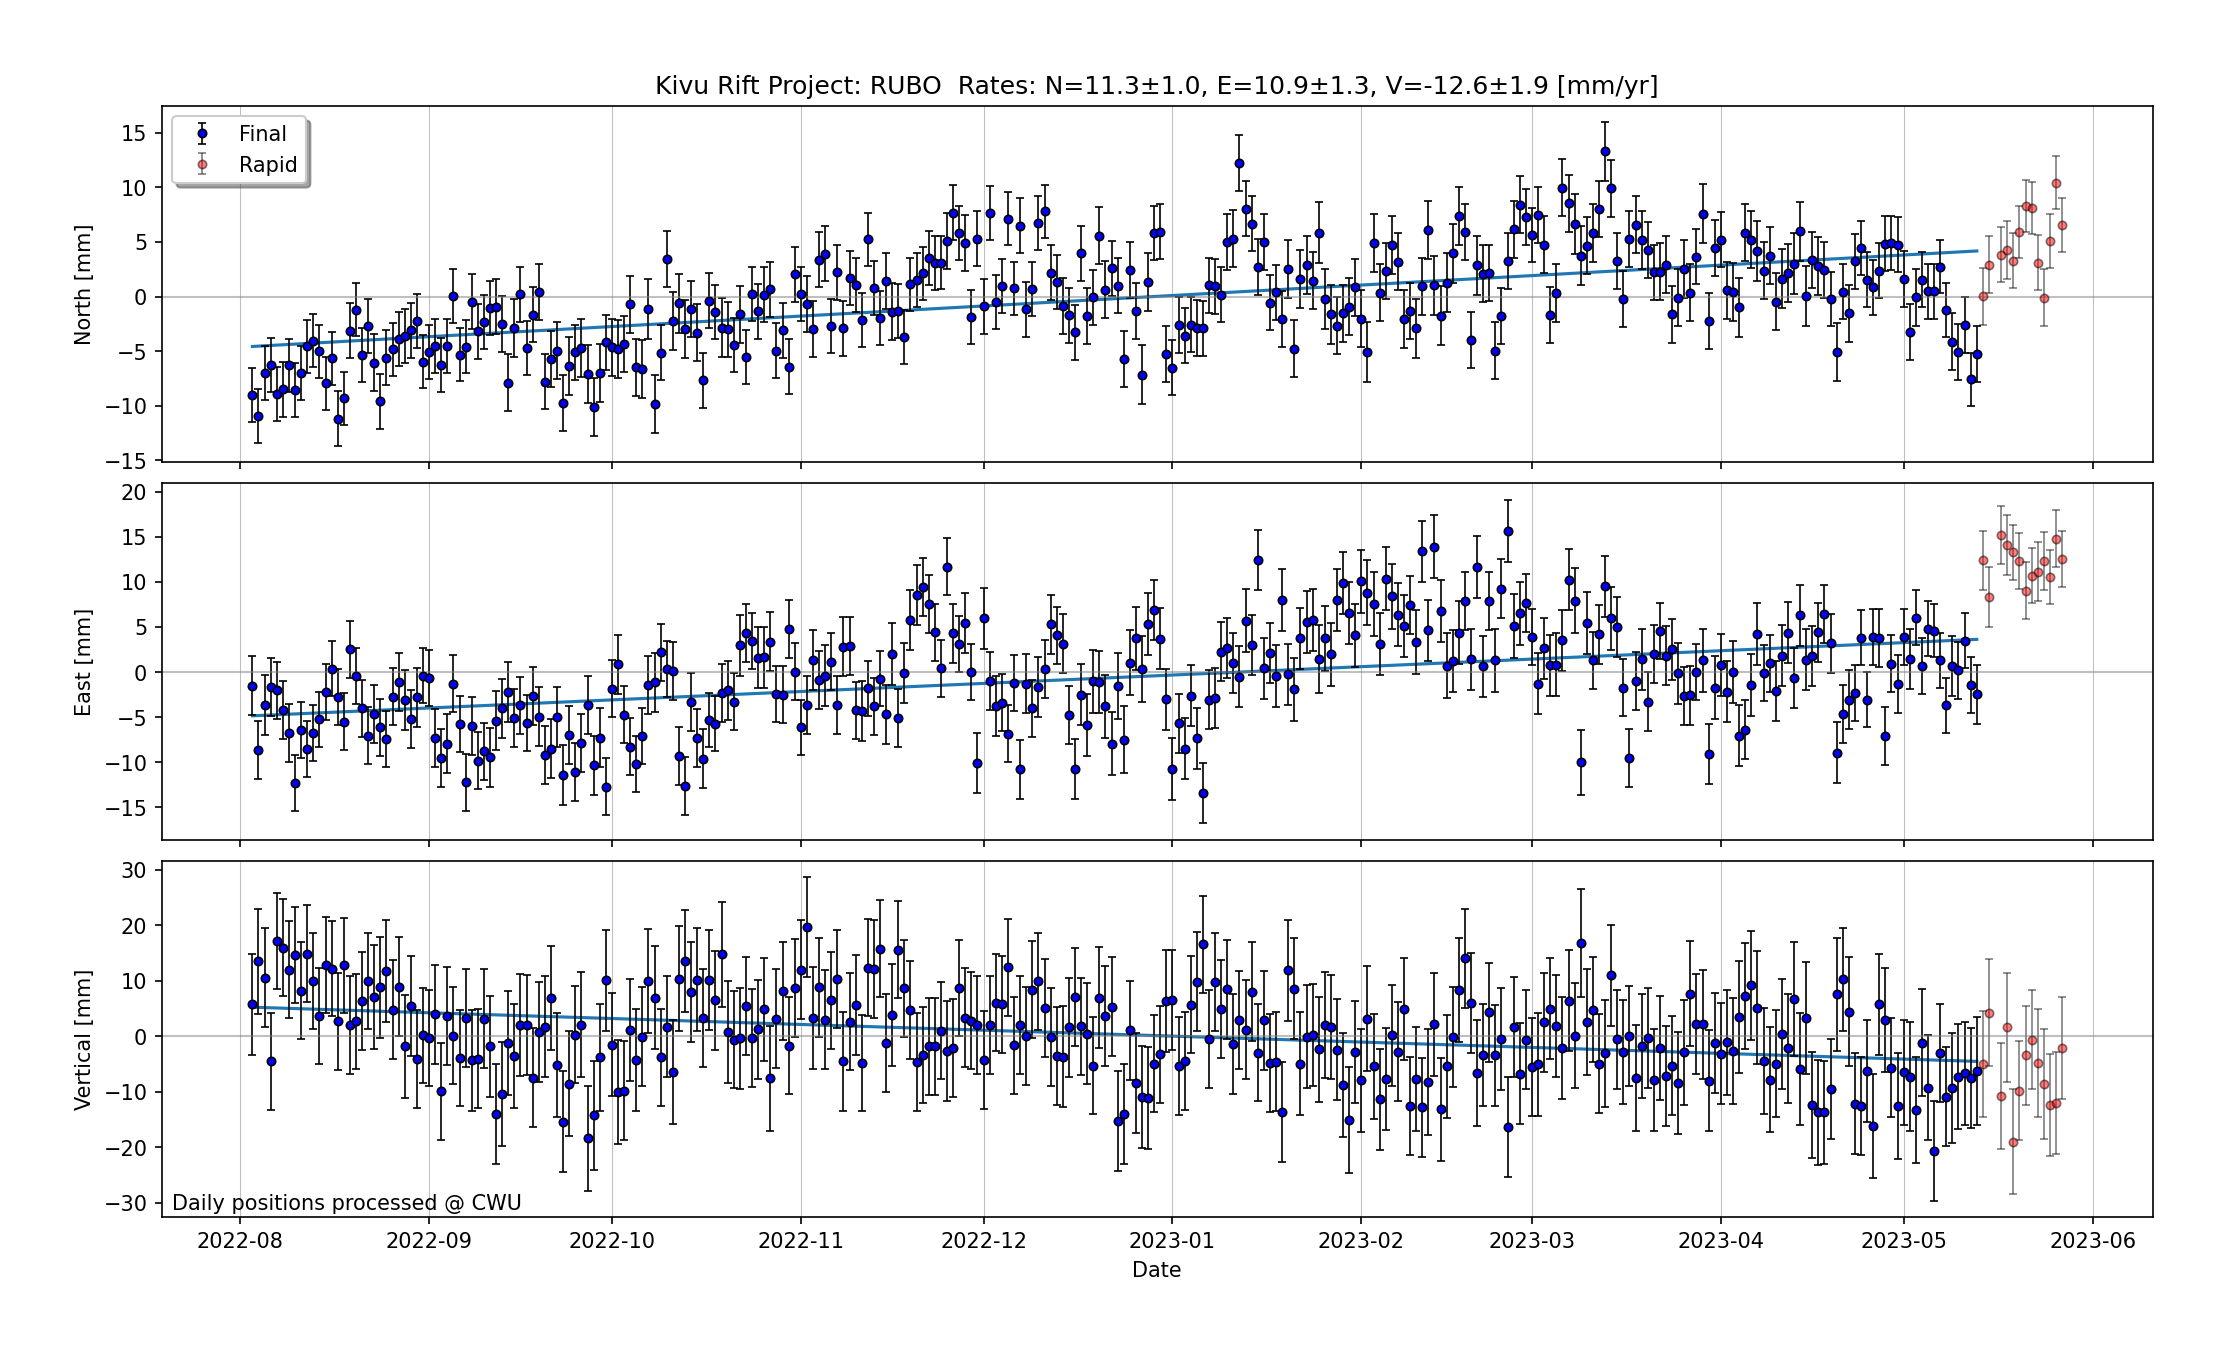 Kivu Rift Project: RUBO  Rates: N=11.3±1.0, E=10.9±1.3, V=-12.6±1.9 [mm/yr]
Final
Rapid
North [mm]
15
10
5
0
−5
−10
−15
East [mm]
20
15
10
5
0
−5
−10
−15
Vertical [mm]
30
20
10
0
−10
−20
−30
Daily positions processed @ CWU
2022-08 2022-09 2022-10 2022-11 2022-12 2023-01 2023-02 2023-03 2023-04 2023-05 2023-06
Date